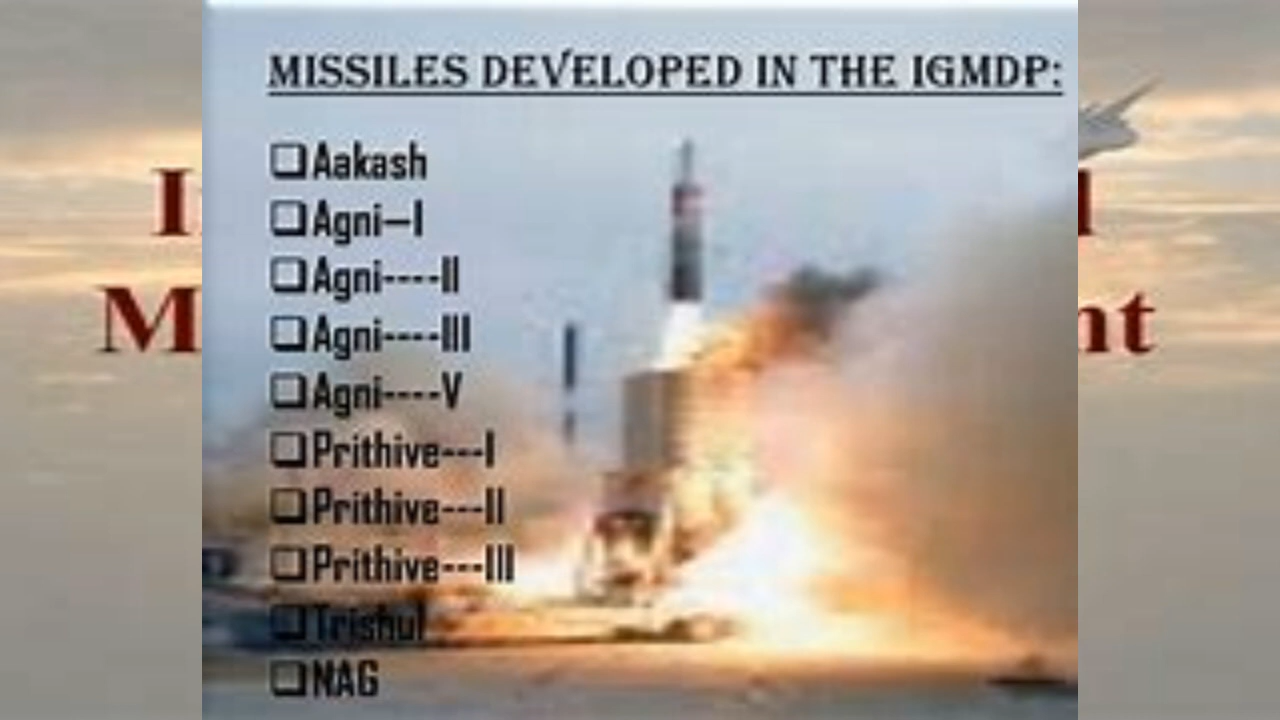 MISSILES DEVELOPED IN THE IGMDP:
Aakash
Agni—I
Agni----II
Agni----III
Agni----V
Prithive---I
Prithive---II
Prithive---III
Trishul
NAG